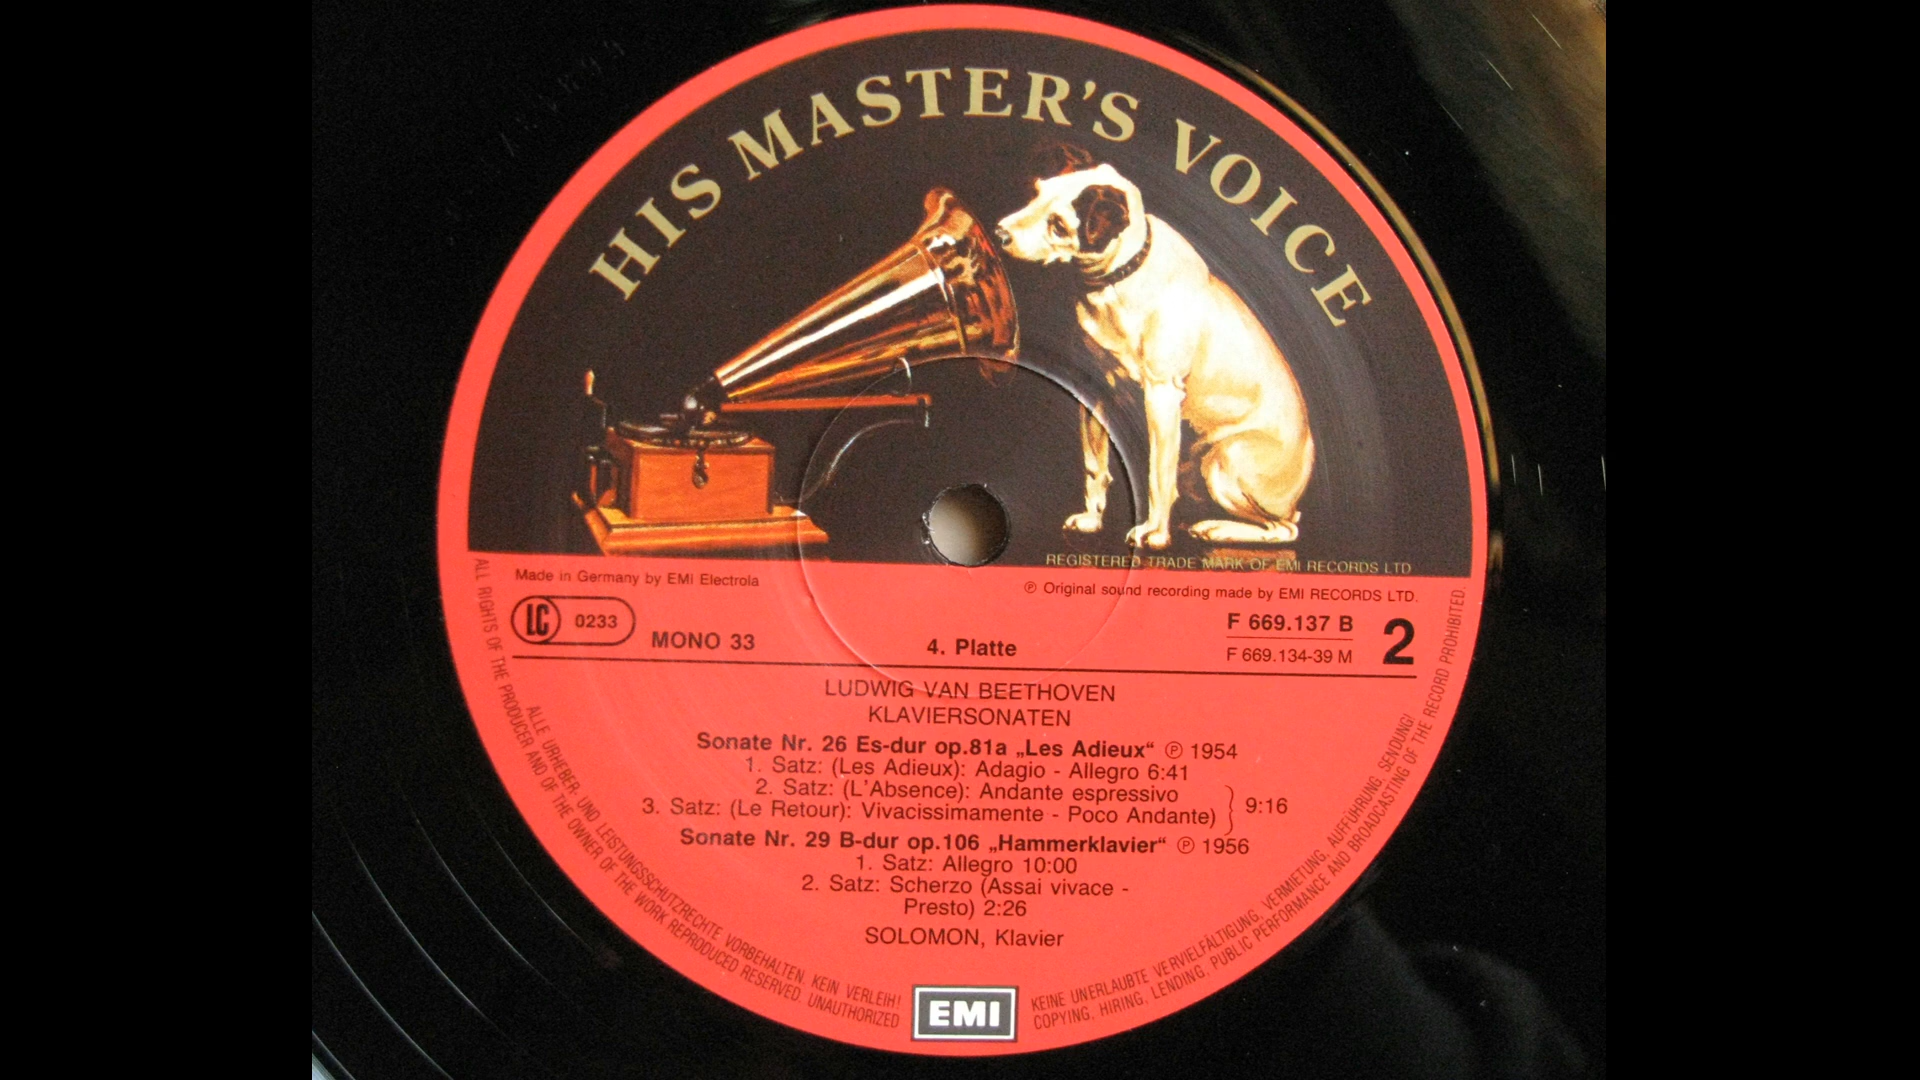 HIS MASTER'S VOICE
REGISTERED TRADE MARK OF EMI RECORDS LTD
Made in Germany by EMI Electrola
℗ Original sound recording made by EMI RECORDS LTD.
LC 0233
MONO 33
4. Platte
F 669.137 B
F 669.134-39 M
2
LUDWIG VAN BEETHOVEN
KLAVIERSONATEN
Sonate Nr. 26 Es-dur op.81a „Les Adieux“ ℗ 1954
1. Satz: (Les Adieux): Adagio - Allegro 6:41
2. Satz: (L'Absence): Andante espressivo
3. Satz: (Le Retour): Vivacissimamente - Poco Andante) } 9:16
Sonate Nr. 29 B-dur op.106 „Hammerklavier“ ℗ 1956
1. Satz: Allegro 10:00
2. Satz: Scherzo (Assai vivace -
Presto) 2:26
SOLOMON, Klavier
EMI
ALLE URHEBER. UND LEISTUNGSSCHUTZRECHTE VORBEHALTEN. KEIN VERLEIH!
KEINE UNERLAUBTE VERVIELFÄLTIGUNG, VERMIETUNG, AUFFÜHRUNG, SENDUNG!
ALL RIGHTS OF THE PRODUCER AND OF THE OWNER OF THE WORK REPRODUCED RESERVED. UNAUTHORIZED
COPYING, HIRING, LENDING, PUBLIC PERFORMANCE AND BROADCASTING OF THE RECORD PROHIBITED.